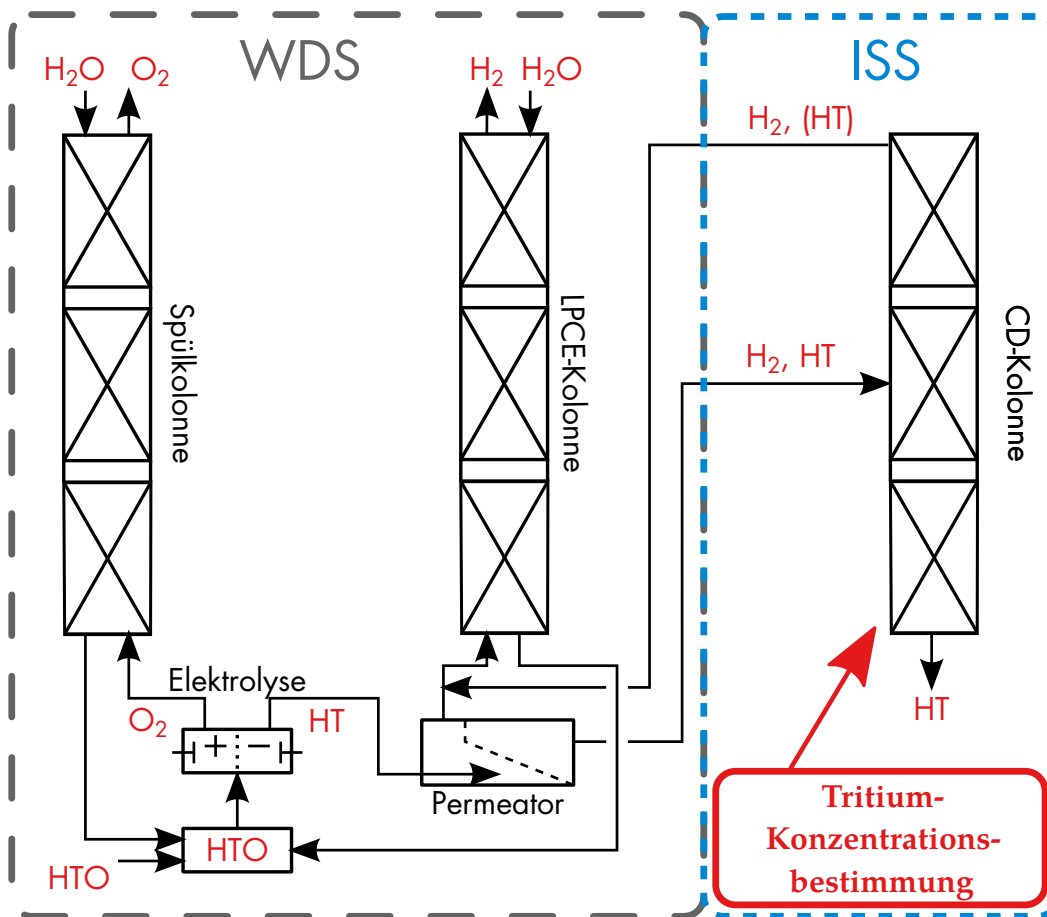 WDS
ISS
H₂O
O₂
H₂
H₂O
H₂, (HT)
Spülkolonne
LPCE-Kolonne
H₂, HT
CD-Kolonne
Elektrolyse
O₂
HT
+
−
Permeator
HT
HTO
HTO
Tritium-
Konzentrations-
bestimmung